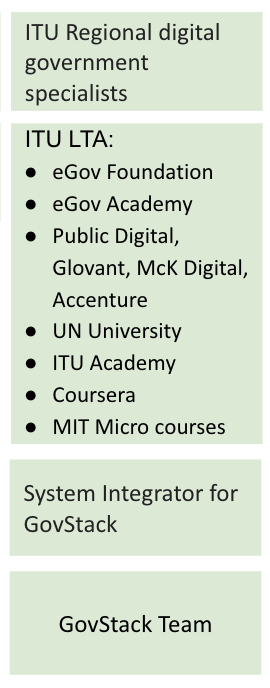 ITU Regional digital
government
specialists
ITU LTA:
● eGov Foundation
● eGov Academy
● Public Digital,
Glovant, McK Digital,
Accenture
● UN University
● ITU Academy
● Coursera
● MIT Micro courses
System Integrator for
GovStack
GovStack Team